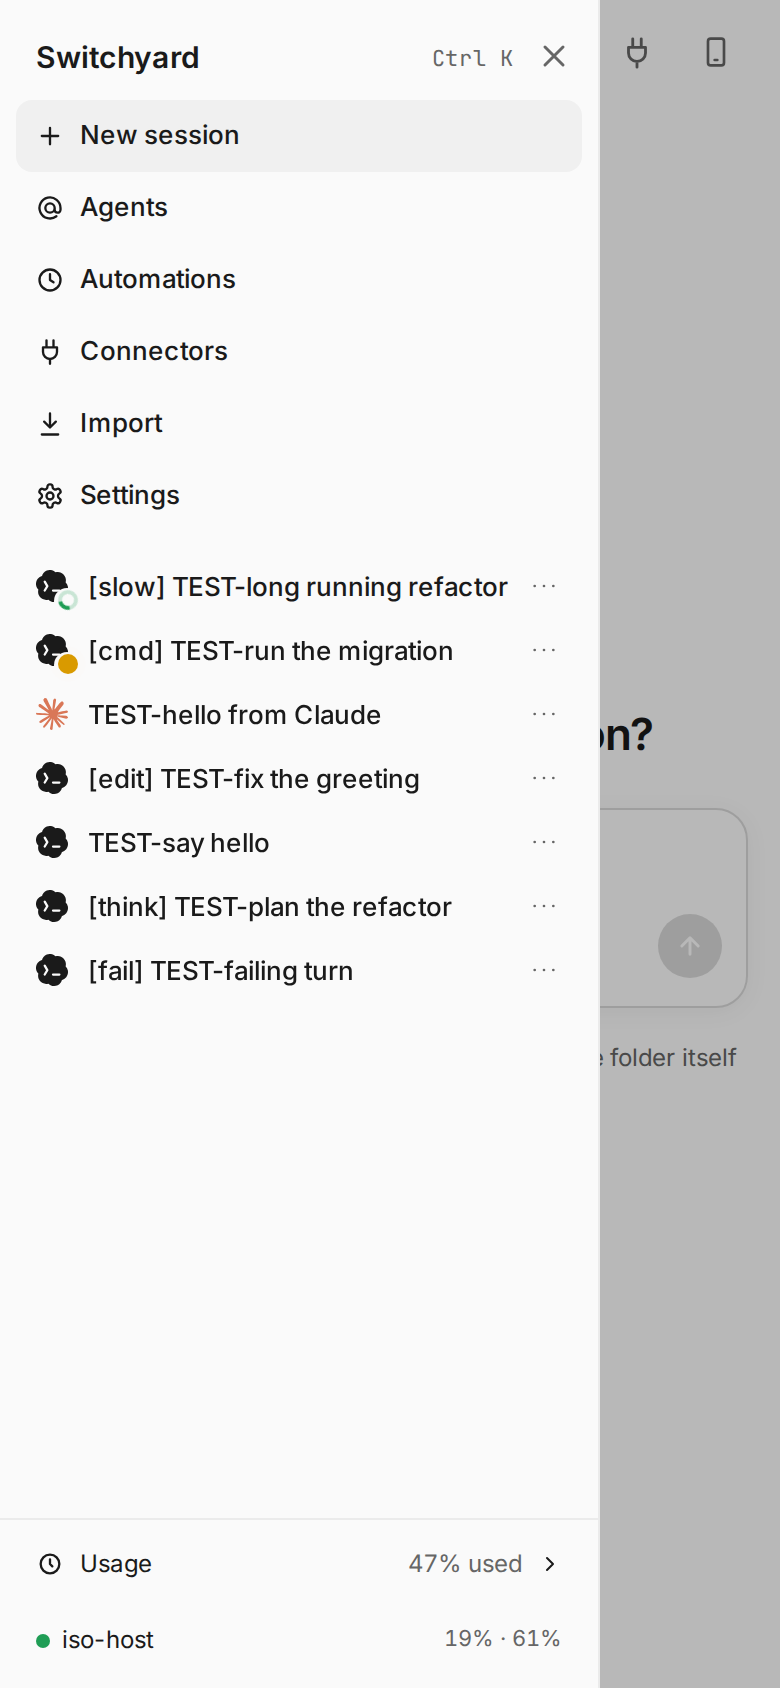 Switchyard Ctrl K
New session
Agents
Automations
Connectors
Import
Settings
[slow] TEST-long running refactor ...
[cmd] TEST-run the migration ...
TEST-hello from Claude ...
[edit] TEST-fix the greeting ...
on?
TEST-say hello ...
[think] TEST-plan the refactor ...
[fail] TEST-failing turn ...
folder itself
Usage 47% used
iso-host 19% · 61%